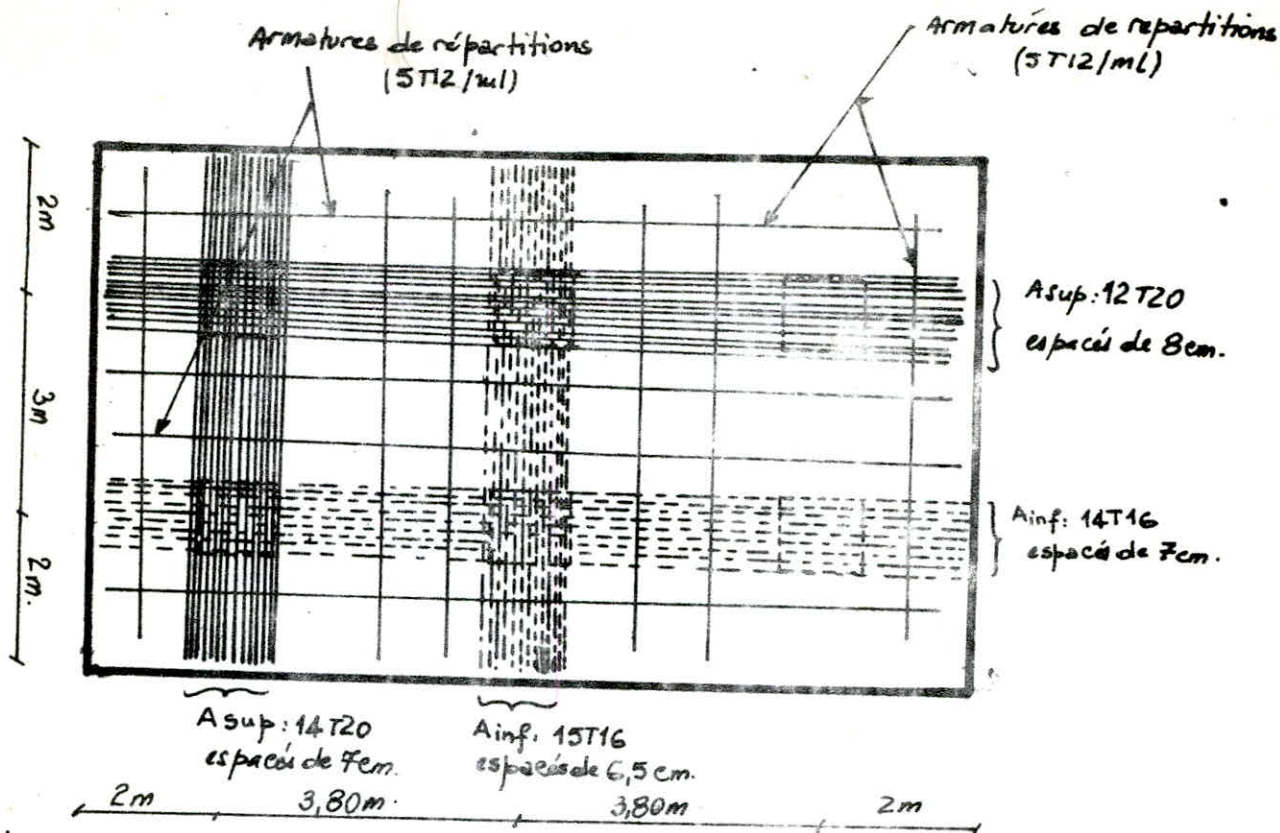 Armatures de répartitions
(5T12/ml)
Armatures de repartitions
(5T12/ml)
2m
3m
2m.
Asup: 12T20
espacés de 8cm.
Ainf: 14T16
espacés de 7cm.
Asup: 14T20
espacés de 7cm.
Ainf. 15T16
espacés de 6,5 cm.
2m
3,80m.
3,80m
2m